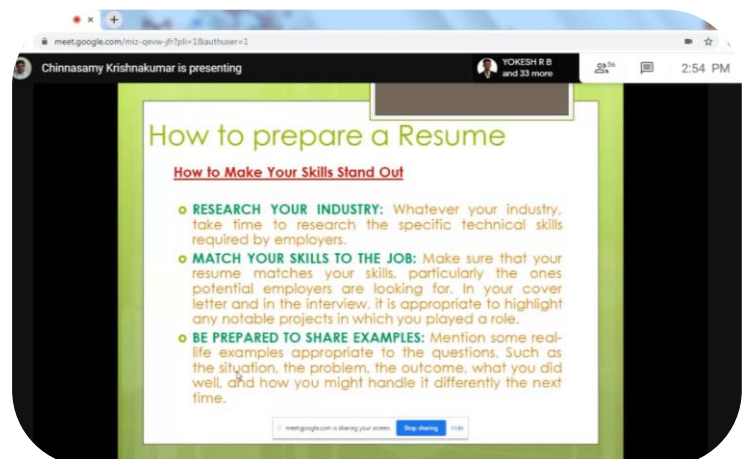 meet.google.com/miz-qevw-jfr?pli=1&authuser=1
Chinnasamy Krishnakumar is presenting
YOKESH R B
and 33 more
36
2:54 PM
How to prepare a Resume
How to Make Your Skills Stand Out
RESEARCH YOUR INDUSTRY: Whatever your industry,
take time to research the specific technical skills
required by employers.
MATCH YOUR SKILLS TO THE JOB: Make sure that your
resume matches your skills, particularly the ones
potential employers are looking for. In your cover
letter and in the interview, it is appropriate to highlight
any notable projects in which you played a role.
BE PREPARED TO SHARE EXAMPLES: Mention some real-
life examples appropriate to the questions. Such as
the situation, the problem, the outcome, what you did
well, and how you might handle it differently the next
time.
meet.google.com is sharing your screen. Stop sharing Hide